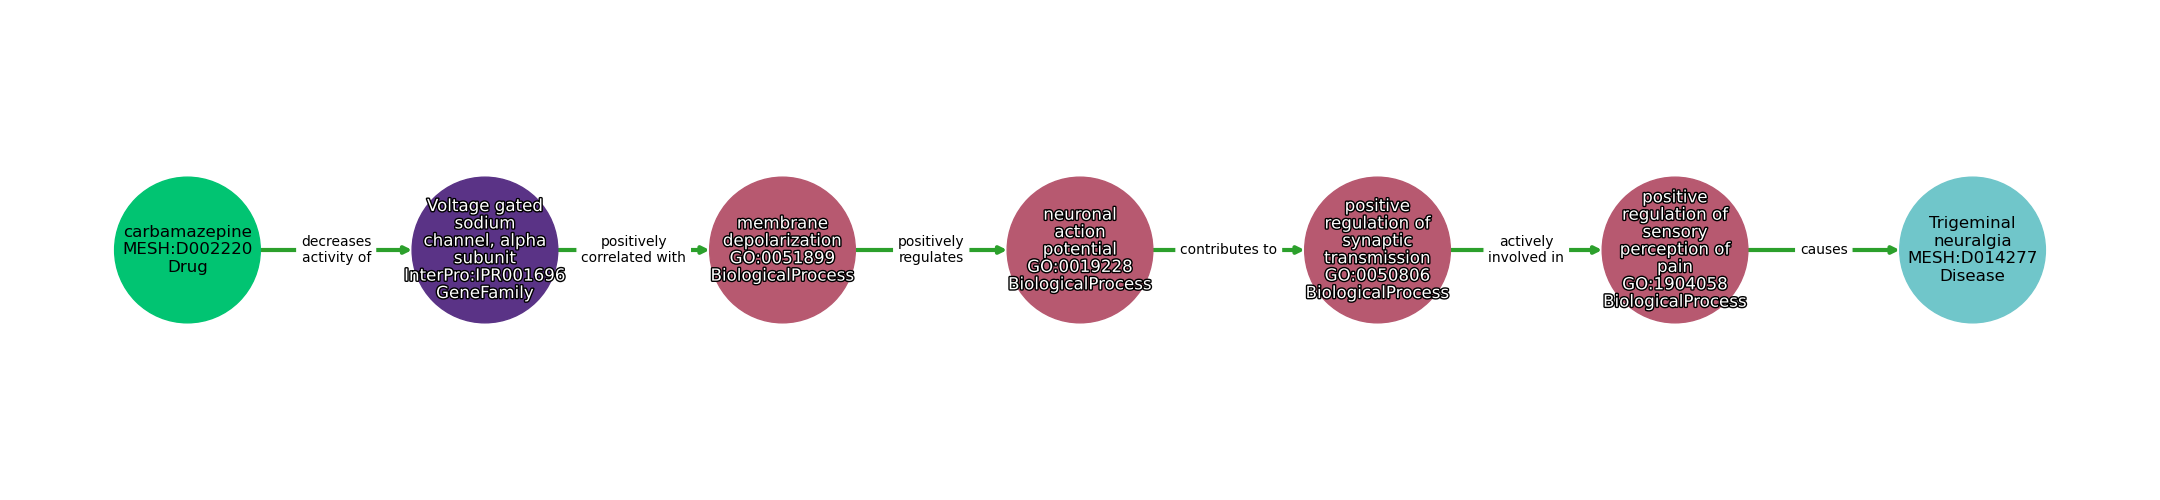 carbamazepine
MESH:D002220
Drug
decreases
activity of
Voltage gated
sodium
channel, alpha
subunit
InterPro:IPR001696
GeneFamily
positively
correlated with
membrane
depolarization
GO:0051899
BiologicalProcess
positively
regulates
neuronal
action
potential
GO:0019228
BiologicalProcess
contributes to
positive
regulation of
synaptic
transmission
GO:0050806
BiologicalProcess
actively
involved in
positive
regulation of
sensory
perception of
pain
GO:1904058
BiologicalProcess
causes
Trigeminal
neuralgia
MESH:D014277
Disease